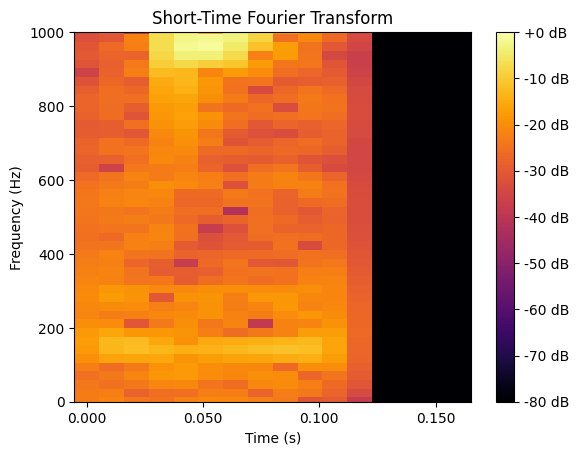 Short-Time Fourier Transform
1000
800
600
400
200
0
Frequency (Hz)
0.000
0.050
0.100
0.150
Time (s)
+0 dB
-10 dB
-20 dB
-30 dB
-40 dB
-50 dB
-60 dB
-70 dB
-80 dB